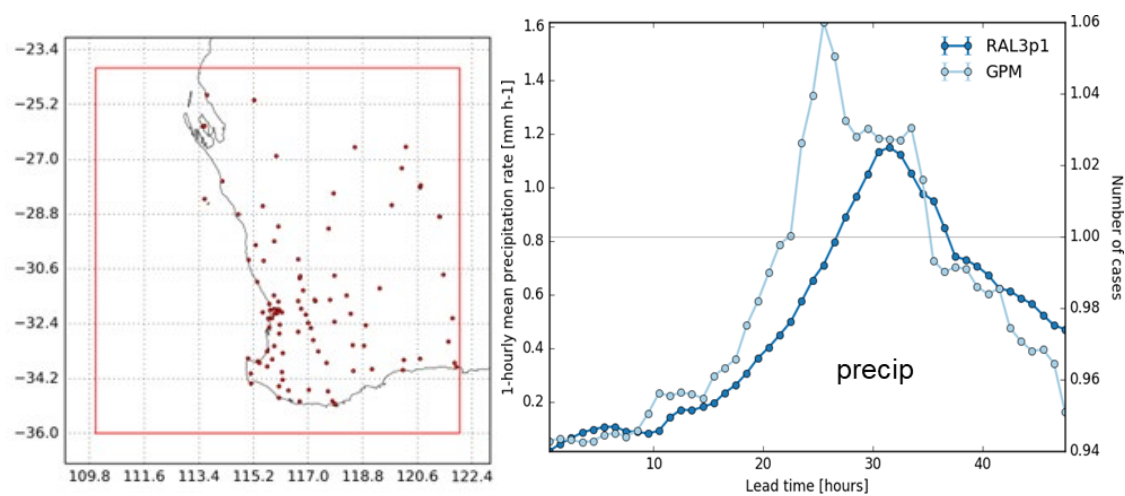 −23.4
−25.2
−27.0
−28.8
−30.6
−32.4
−34.2
−36.0
109.8 111.6 113.4 115.2 117.0 118.8 120.6 122.4
1-hourly mean precipitation rate [mm h-1]
1.6
1.4
1.2
1.0
0.8
0.6
0.4
0.2
RAL3p1
GPM
precip
10 20 30 40
Lead time [hours]
1.06
1.04
1.02
1.00
0.98
0.96
0.94
Number of cases